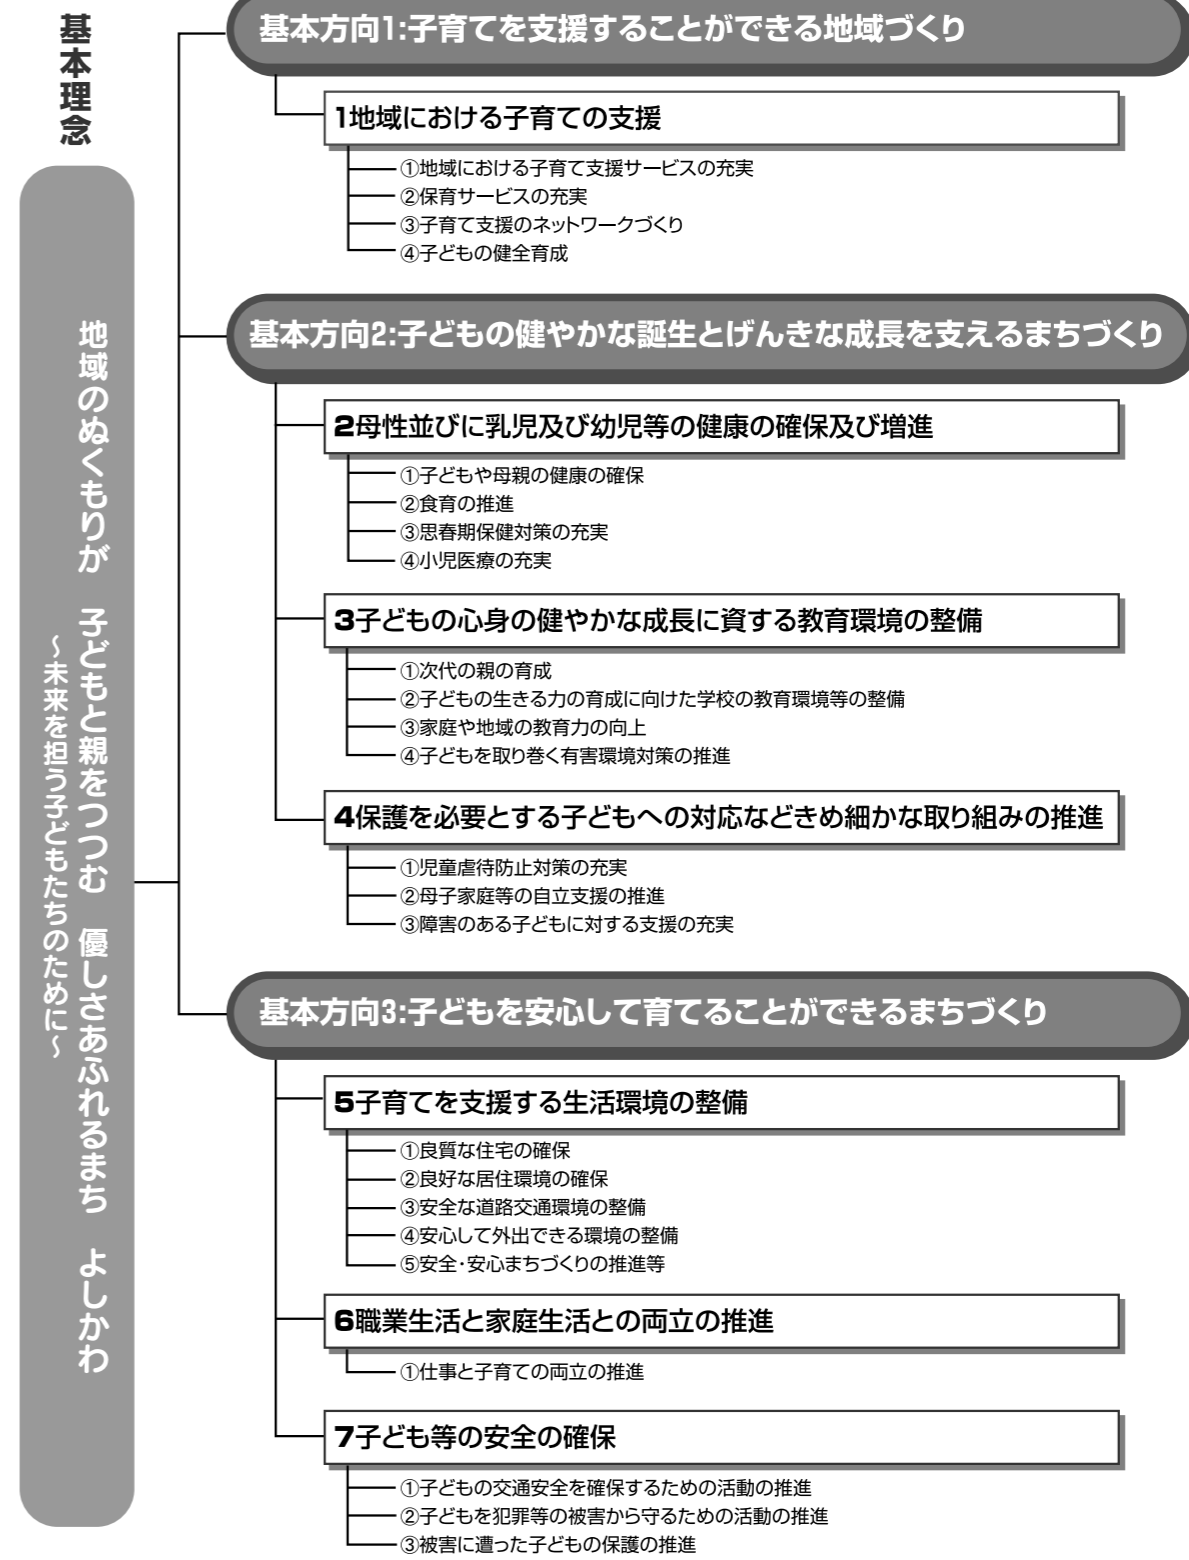 基本理念
地域のぬくもりが 子どもと親をつつむ 優しさあふれるまち よしかわ
～未来を担う子どもたちのために～
基本方向1:子育てを支援することができる地域づくり
1地域における子育ての支援
①地域における子育て支援サービスの充実
②保育サービスの充実
③子育て支援のネットワークづくり
④子どもの健全育成
基本方向2:子どもの健やかな誕生とげんきな成長を支えるまちづくり
2母性並びに乳児及び幼児等の健康の確保及び増進
①子どもや母親の健康の確保
②食育の推進
③思春期保健対策の充実
④小児医療の充実
3子どもの心身の健やかな成長に資する教育環境の整備
①次代の親の育成
②子どもの生きる力の育成に向けた学校の教育環境等の整備
③家庭や地域の教育力の向上
④子どもを取り巻く有害環境対策の推進
4保護を必要とする子どもへの対応などきめ細かな取り組みの推進
①児童虐待防止対策の充実
②母子家庭等の自立支援の推進
③障害のある子どもに対する支援の充実
基本方向3:子どもを安心して育てることができるまちづくり
5子育てを支援する生活環境の整備
①良質な住宅の確保
②良好な居住環境の確保
③安全な道路交通環境の整備
④安心して外出できる環境の整備
⑤安全・安心まちづくりの推進等
6職業生活と家庭生活との両立の推進
①仕事と子育ての両立の推進
7子ども等の安全の確保
①子どもの交通安全を確保するための活動の推進
②子どもを犯罪等の被害から守るための活動の推進
③被害に遭った子どもの保護の推進